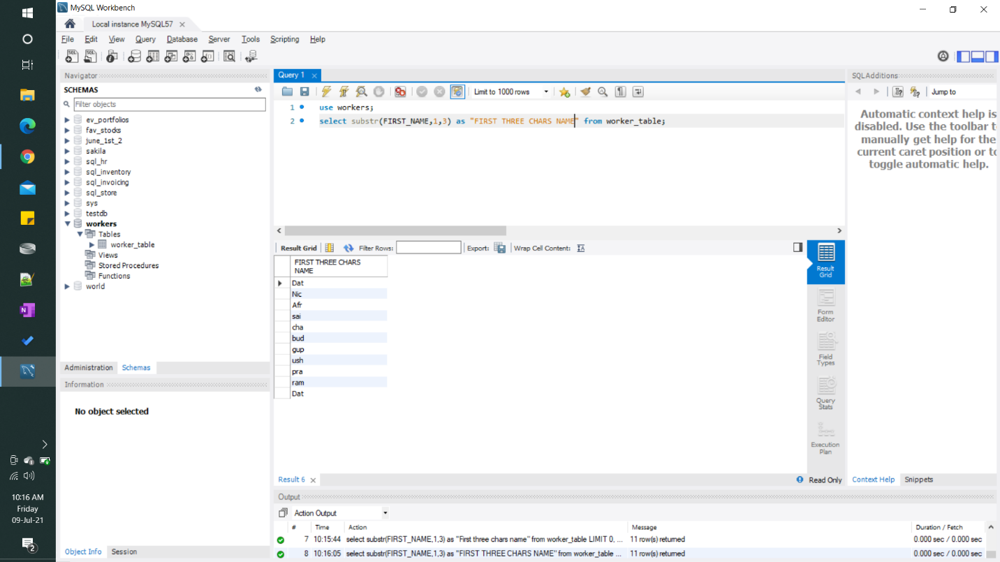 MySQL Workbench
Local instance MySQL57
File Edit View Query Database Server Tools Scripting Help
Navigator
SCHEMAS
Filter objects
ev_portfolios
fav_stocks
june_1st_2
sakila
sql_hr
sql_inventory
sql_invoicing
sql_store
sys
testdb
workers
Tables
worker_table
Views
Stored Procedures
Functions
world
Administration Schemas
Information
No object selected
Object Info Session
Query 1
Limit to 1000 rows
1 use workers;
2 select substr(FIRST_NAME,1,3) as "FIRST THREE CHARS NAME" from worker_table;
Result Grid Filter Rows: Export: Wrap Cell Content:
FIRST THREE CHARS
NAME
Dat
Nic
Afr
sai
cha
bud
gup
ush
pra
ram
Dat
Result
Grid
Form
Editor
Field
Types
Query
Stats
Execution
Plan
Result 6
Read Only
SQLAdditions
Jump to
Automatic context help is
disabled. Use the toolbar t
manually get help for the
current caret position or to
toggle automatic help.
Context Help Snippets
Output
Action Output
# Time Action Message Duration / Fetch
7 10:15:44 select substr(FIRST_NAME,1,3) as "First three chars name" from worker_table LIMIT 0, ... 11 row(s) returned 0.000 sec / 0.000 sec
8 10:16:05 select substr(FIRST_NAME,1,3) as "FIRST THREE CHARS NAME" from worker_table ... 11 row(s) returned 0.000 sec / 0.000 sec
10:16 AM
Friday
09-Jul-21
2